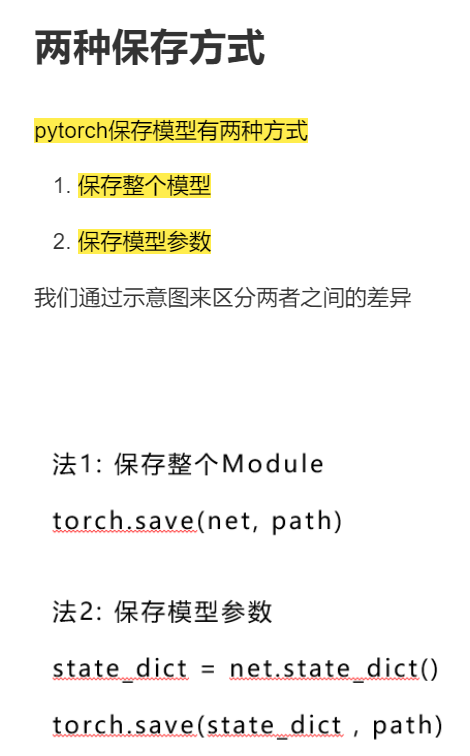 两种保存方式
pytorch保存模型有两种方式
1. 保存整个模型
2. 保存模型参数
我们通过示意图来区分两者之间的差异
法1: 保存整个Module
torch.save(net, path)
法2: 保存模型参数
state_dict = net.state_dict()
torch.save(state_dict , path)